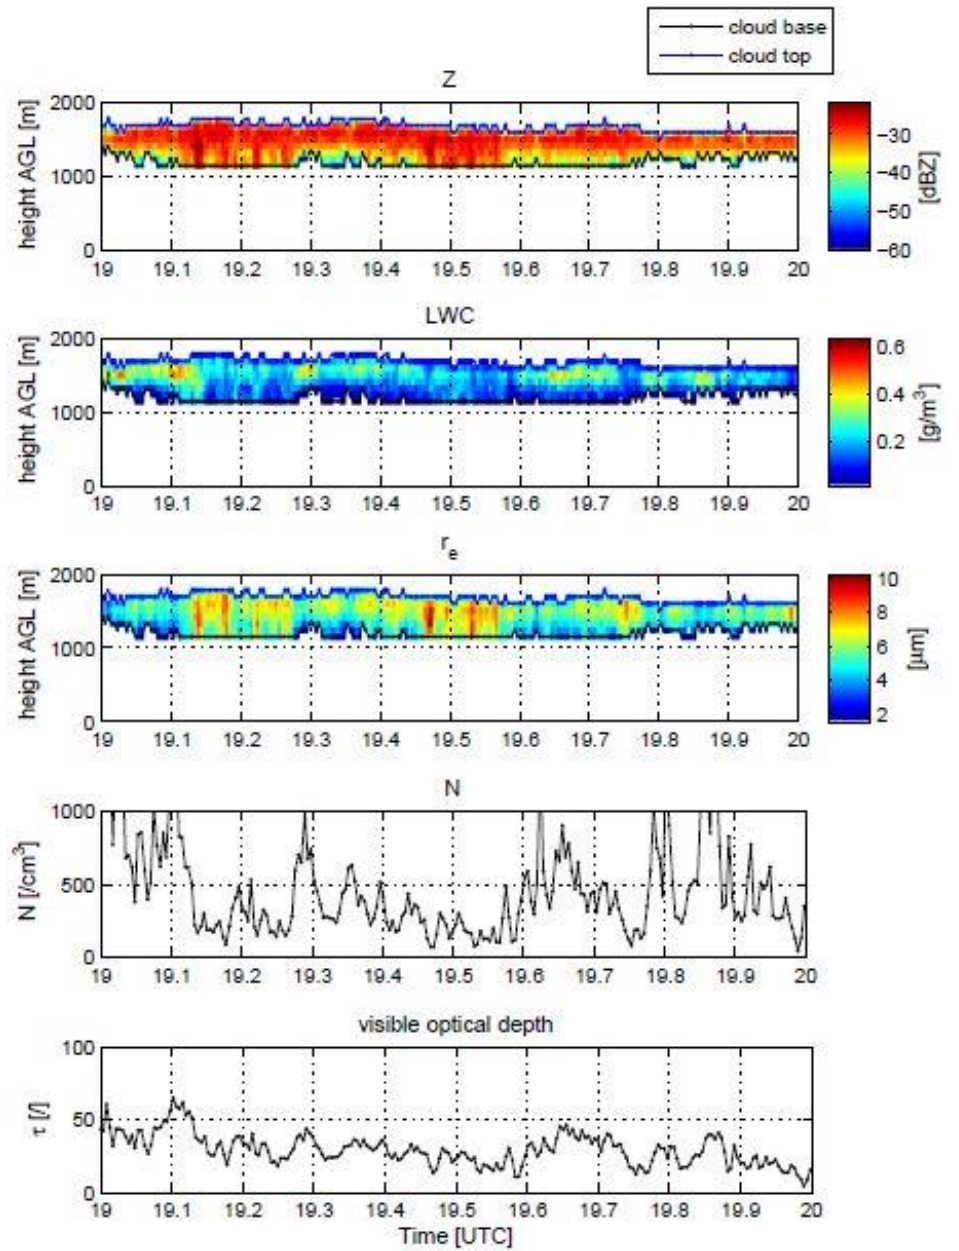 cloud base
cloud top
Z
2000
1000
0
height AGL [m]
19 19.1 19.2 19.3 19.4 19.5 19.6 19.7 19.8 19.9 20
−30
−40
−50
−60
[dBZ]
LWC
2000
1000
0
height AGL [m]
19 19.1 19.2 19.3 19.4 19.5 19.6 19.7 19.8 19.9 20
0.6
0.4
0.2
[g/m³]
rₑ
2000
1000
0
height AGL [m]
19 19.1 19.2 19.3 19.4 19.5 19.6 19.7 19.8 19.9 20
10
8
6
4
2
[µm]
N
1000
500
0
N [/cm³]
19 19.1 19.2 19.3 19.4 19.5 19.6 19.7 19.8 19.9 20
visible optical depth
100
50
0
τ [/]
19 19.1 19.2 19.3 19.4 19.5 19.6 19.7 19.8 19.9 20
Time [UTC]